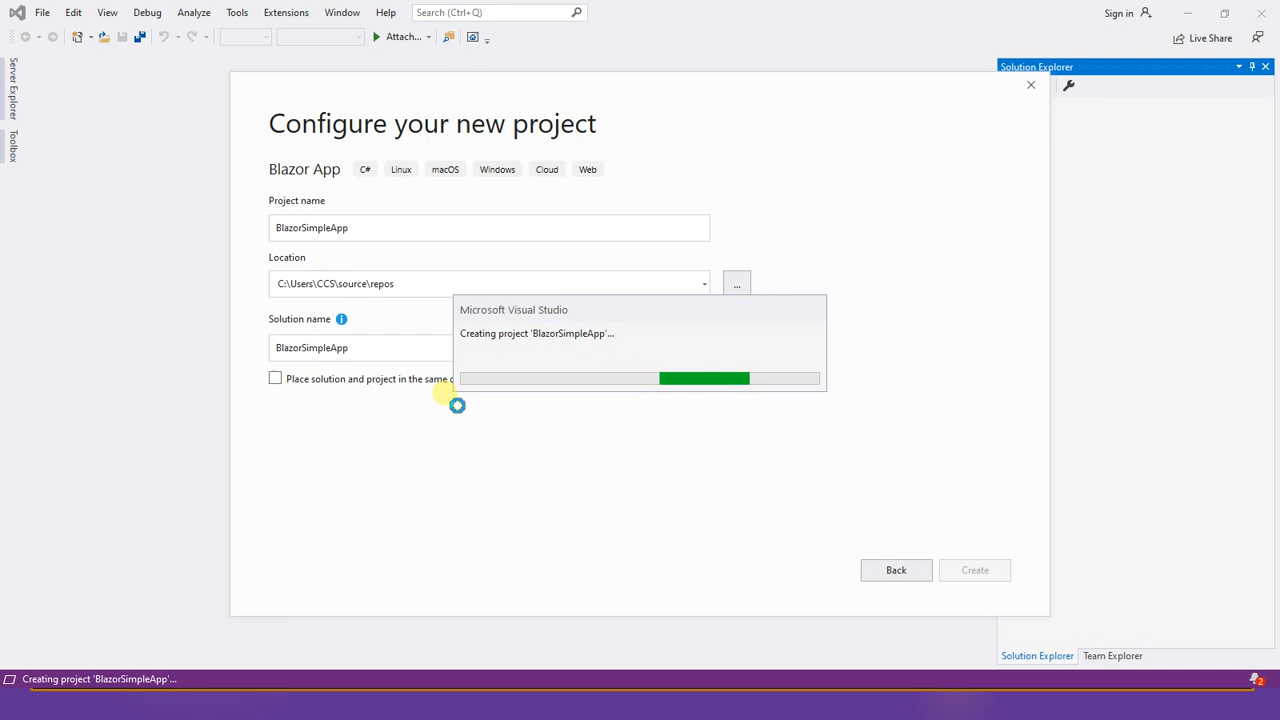 File Edit View Debug Analyze Tools Extensions Window Help Search (Ctrl+Q) Sign in
Attach... Live Share
Server Explorer
Toolbox
Solution Explorer
Configure your new project
Blazor App C# Linux macOS Windows Cloud Web
Project name
BlazorSimpleApp
Location
C:\Users\CCS\source\repos ...
Solution name
BlazorSimpleApp
Place solution and project in the same
Microsoft Visual Studio
Creating project 'BlazorSimpleApp'...
Back Create
Solution Explorer Team Explorer
Creating project 'BlazorSimpleApp'... 2